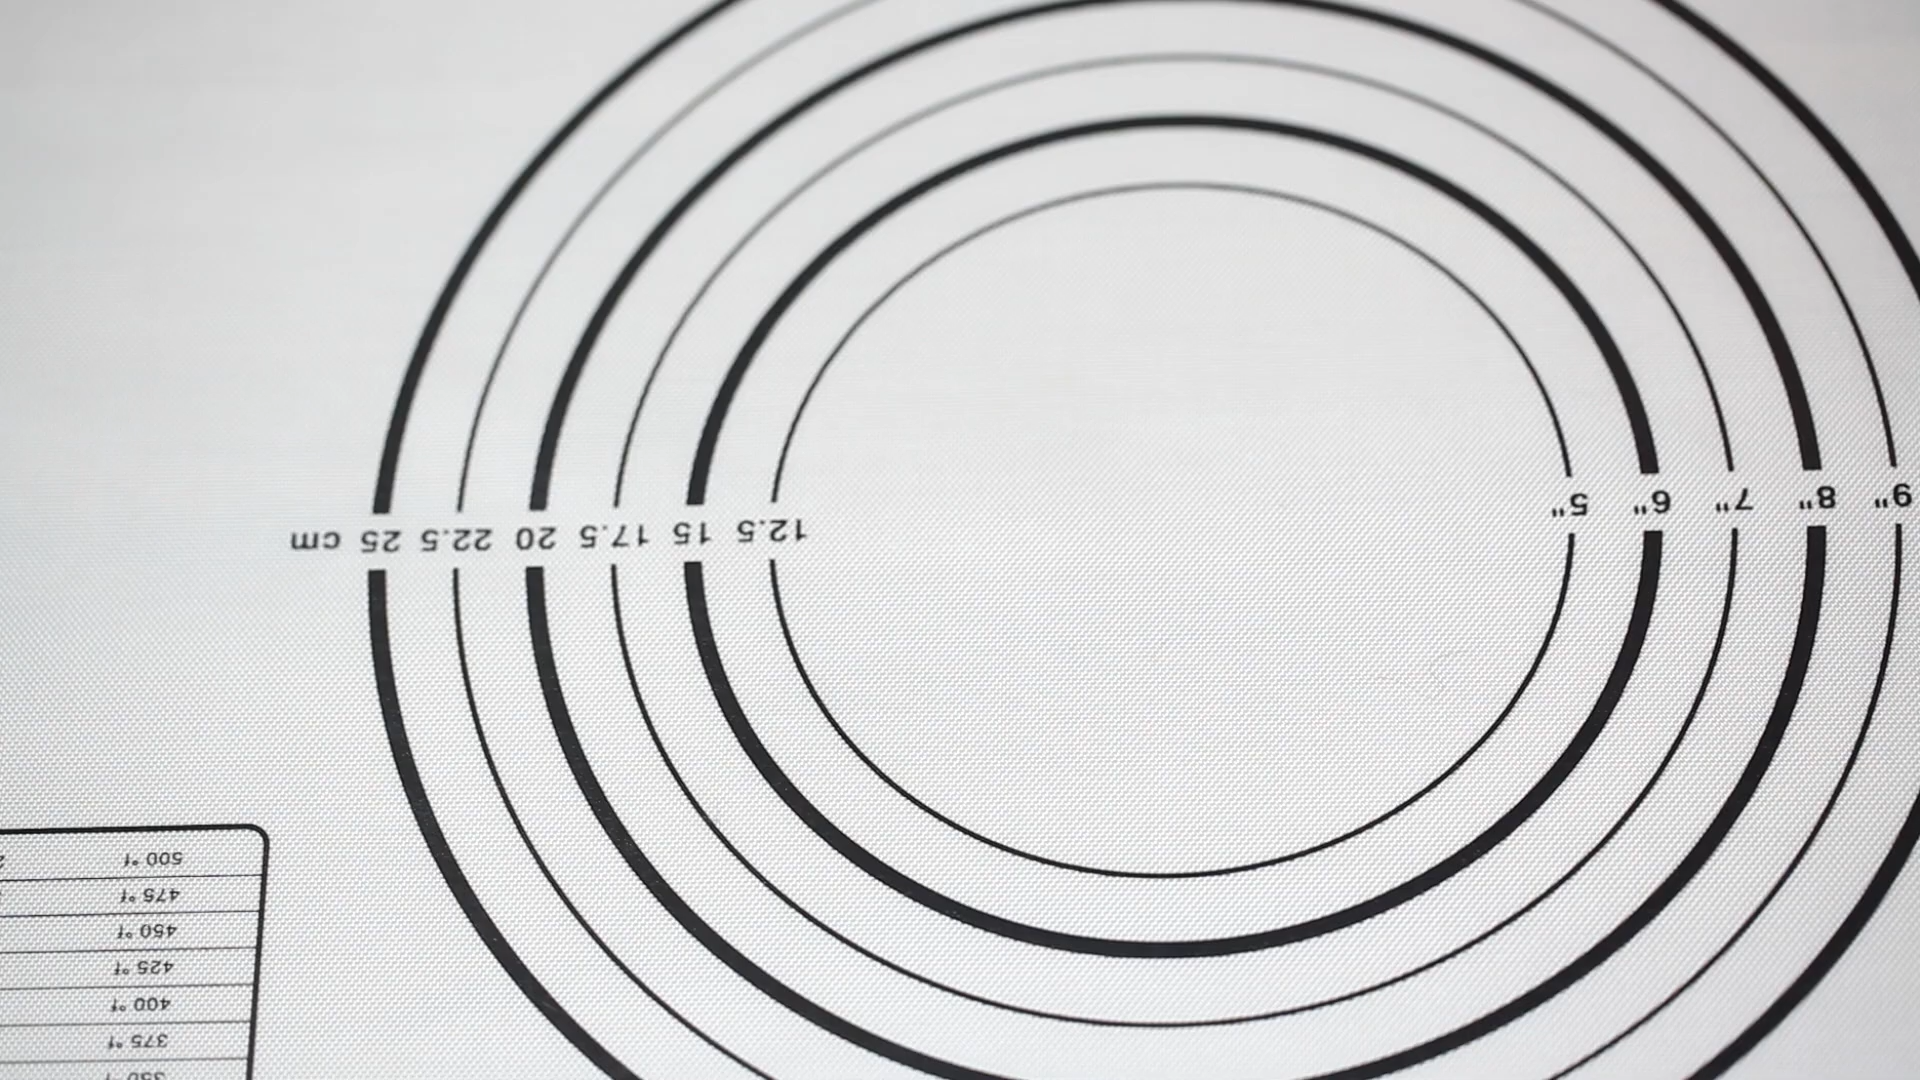 375 °f
400 °f
425 °f
450 °f
475 °f
500 °f
9" 8" 7" 6" 5" 12.5 15 17.5 20 22.5 25 cm